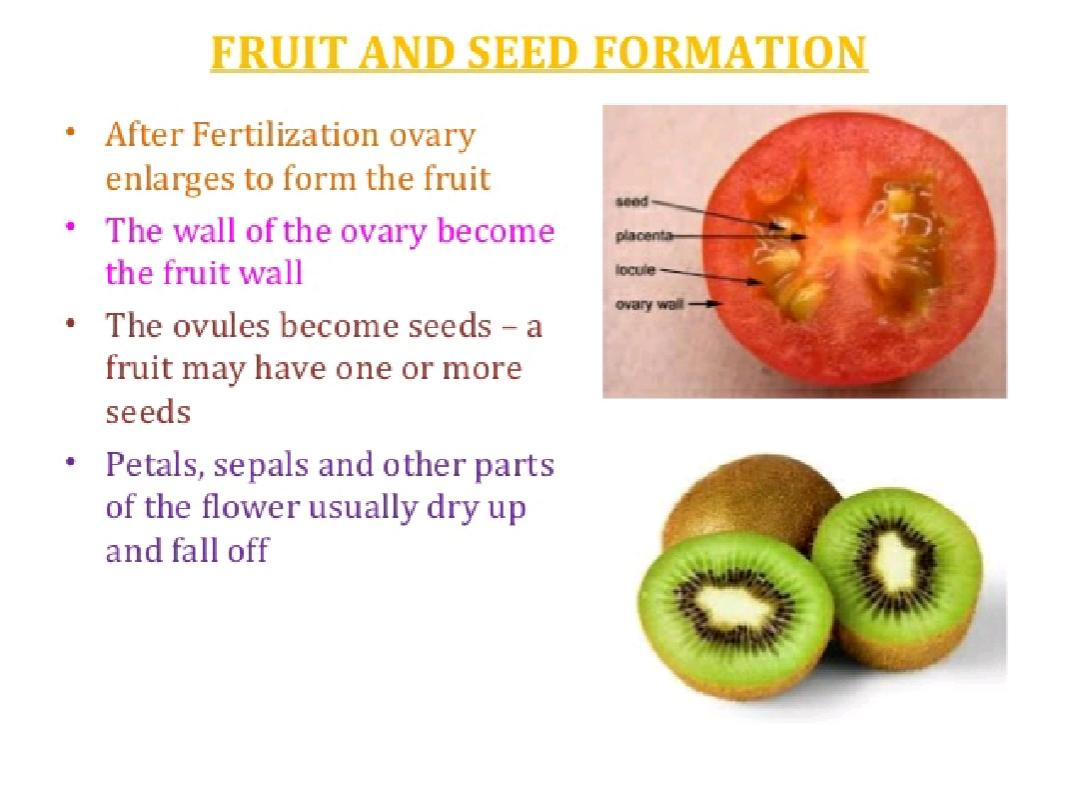 FRUIT AND SEED FORMATION
• After Fertilization ovary
enlarges to form the fruit
• The wall of the ovary become
the fruit wall
• The ovules become seeds – a
fruit may have one or more
seeds
• Petals, sepals and other parts
of the flower usually dry up
and fall off
seed
placenta
locule
ovary wall